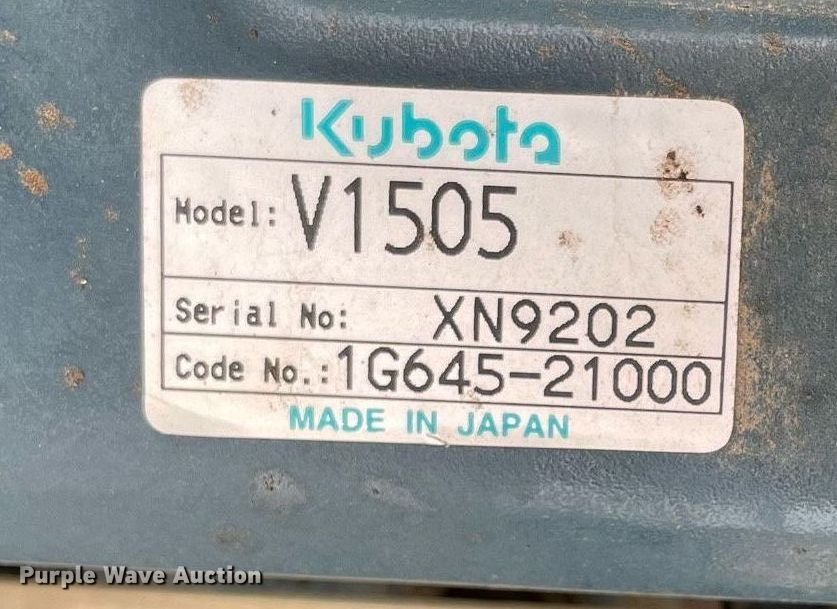 Kubota
Model: V1505
Serial No: XN9202
Code No.: 1G645-21000
MADE IN JAPAN
Purple Wave Auction